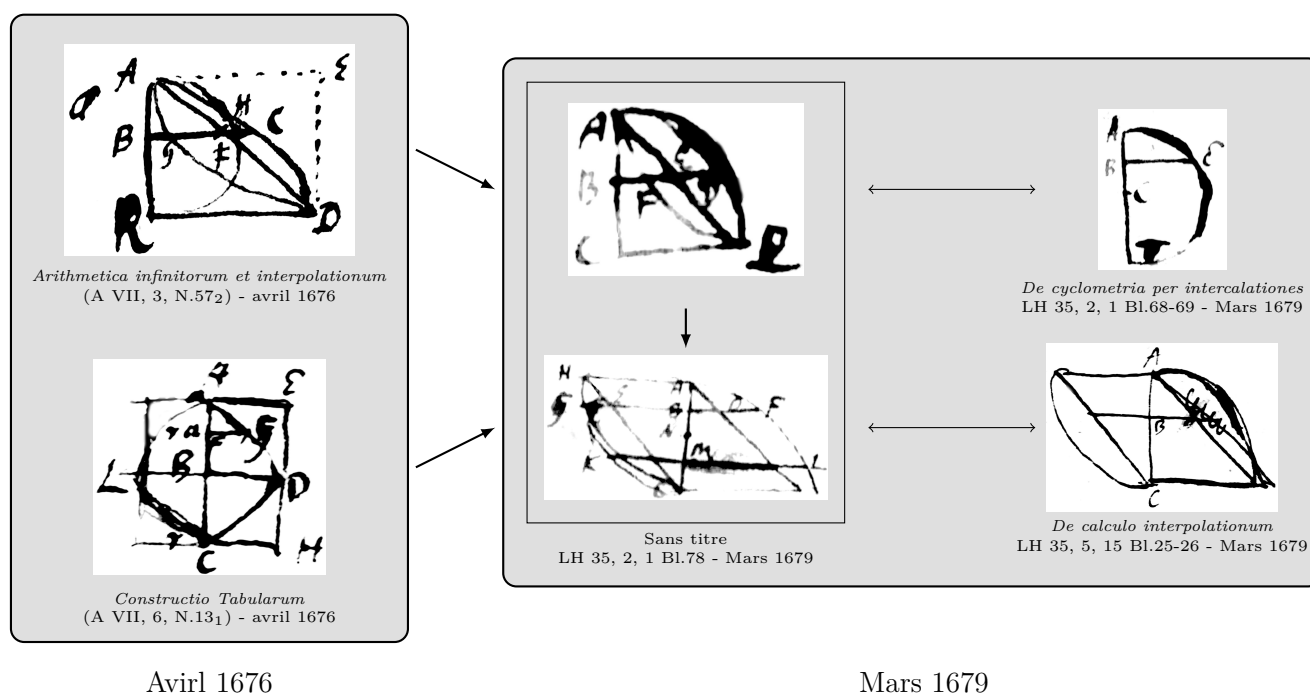 A
E
a
H
B
C
R
D
Arithmetica infinitorum et interpolationum
(A VII, 3, N.57₂) - avril 1676
E
B
L
D
C
H
Constructio Tabularum
(A VII, 6, N.13₁) - avril 1676
A
B
F
C
D
H
A
F
M
Sans titre
LH 35, 2, 1 Bl.78 - Mars 1679
A
B
E
C
De cyclometria per intercalationes
LH 35, 2, 1 Bl.68-69 - Mars 1679
A
B
C
De calculo interpolationum
LH 35, 5, 15 Bl.25-26 - Mars 1679
Avirl 1676
Mars 1679